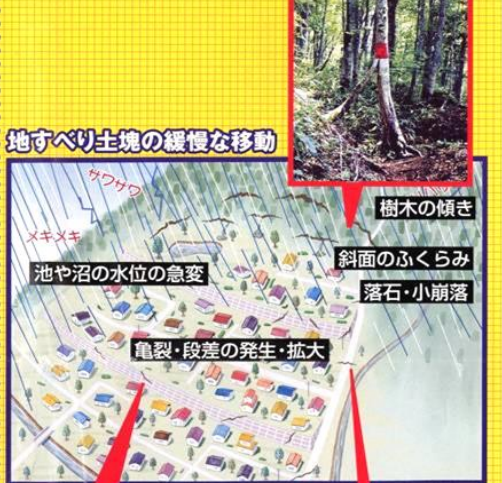 地すべり土塊の緩慢な移動
ザワザワ
樹木の傾き
メキメキ
斜面のふくらみ
池や沼の水位の急変
落石・小崩落
亀裂・段差の発生・拡大